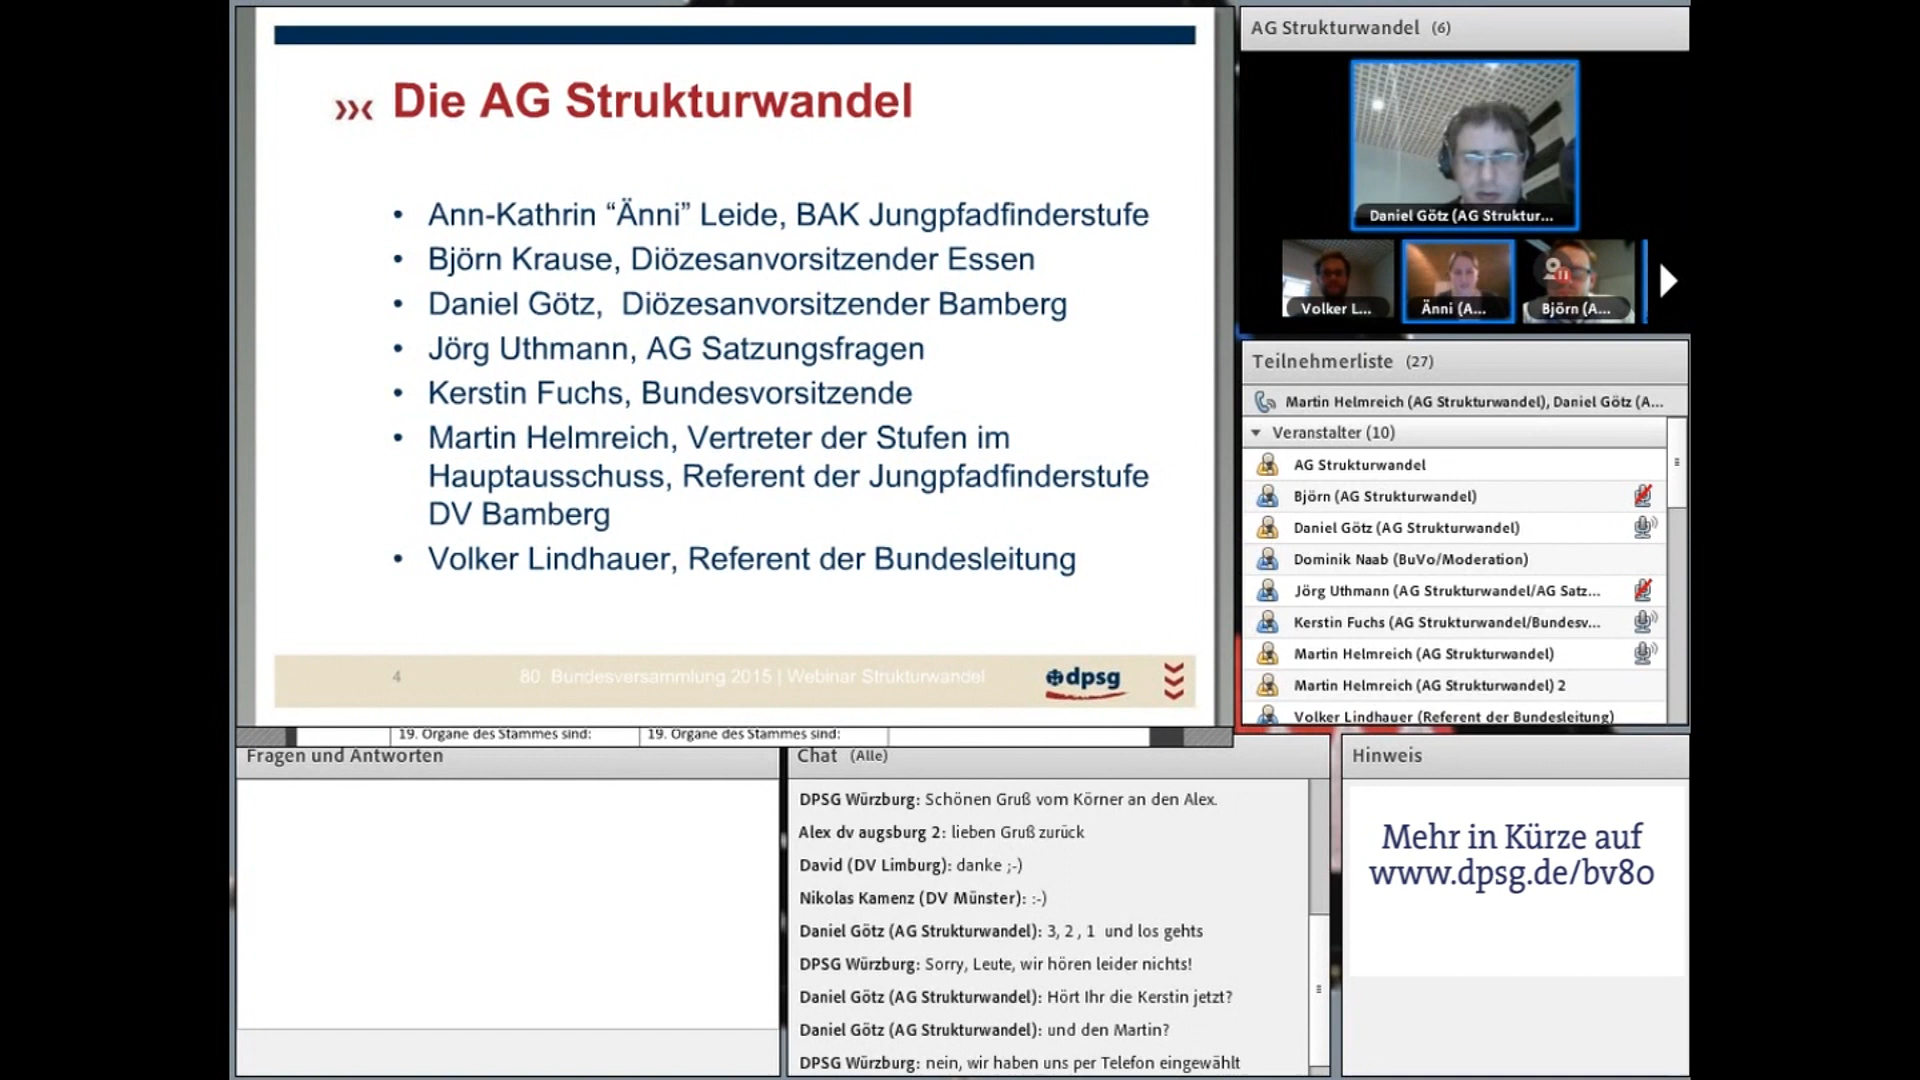 Die AG Strukturwandel
• Ann-Kathrin “Änni” Leide, BAK Jungpfadfinderstufe
• Björn Krause, Diözesanvorsitzender Essen
• Daniel Götz, Diözesanvorsitzender Bamberg
• Jörg Uthmann, AG Satzungsfragen
• Kerstin Fuchs, Bundesvorsitzende
• Martin Helmreich, Vertreter der Stufen im
Hauptausschuss, Referent der Jungpfadfinderstufe
DV Bamberg
• Volker Lindhauer, Referent der Bundesleitung
4
80. Bundesversammlung 2015 | Webinar Strukturwandel
dpsg
19. Organe des Stammes sind:
19. Organe des Stammes sind:
AG Strukturwandel (6)
Daniel Götz (AG Struktur...
Volker L...
Änni (A...
Björn (A...
Teilnehmerliste (27)
Martin Helmreich (AG Strukturwandel), Daniel Götz (A...
Veranstalter (10)
AG Strukturwandel
Björn (AG Strukturwandel)
Daniel Götz (AG Strukturwandel)
Dominik Naab (BuVo/Moderation)
Jörg Uthmann (AG Strukturwandel/AG Satz...
Kerstin Fuchs (AG Strukturwandel/Bundesv...
Martin Helmreich (AG Strukturwandel)
Martin Helmreich (AG Strukturwandel) 2
Volker Lindhauer (Referent der Bundesleitung)
Fragen und Antworten
Chat (Alle)
DPSG Würzburg: Schönen Gruß vom Körner an den Alex.
Alex dv augsburg 2: lieben Gruß zurück
David (DV Limburg): danke ;-)
Nikolas Kamenz (DV Münster): :-)
Daniel Götz (AG Strukturwandel): 3, 2 , 1 und los gehts
DPSG Würzburg: Sorry, Leute, wir hören leider nichts!
Daniel Götz (AG Strukturwandel): Hört Ihr die Kerstin jetzt?
Daniel Götz (AG Strukturwandel): und den Martin?
DPSG Würzburg: nein, wir haben uns per Telefon eingewählt
Hinweis
Mehr in Kürze auf
www.dpsg.de/bv80